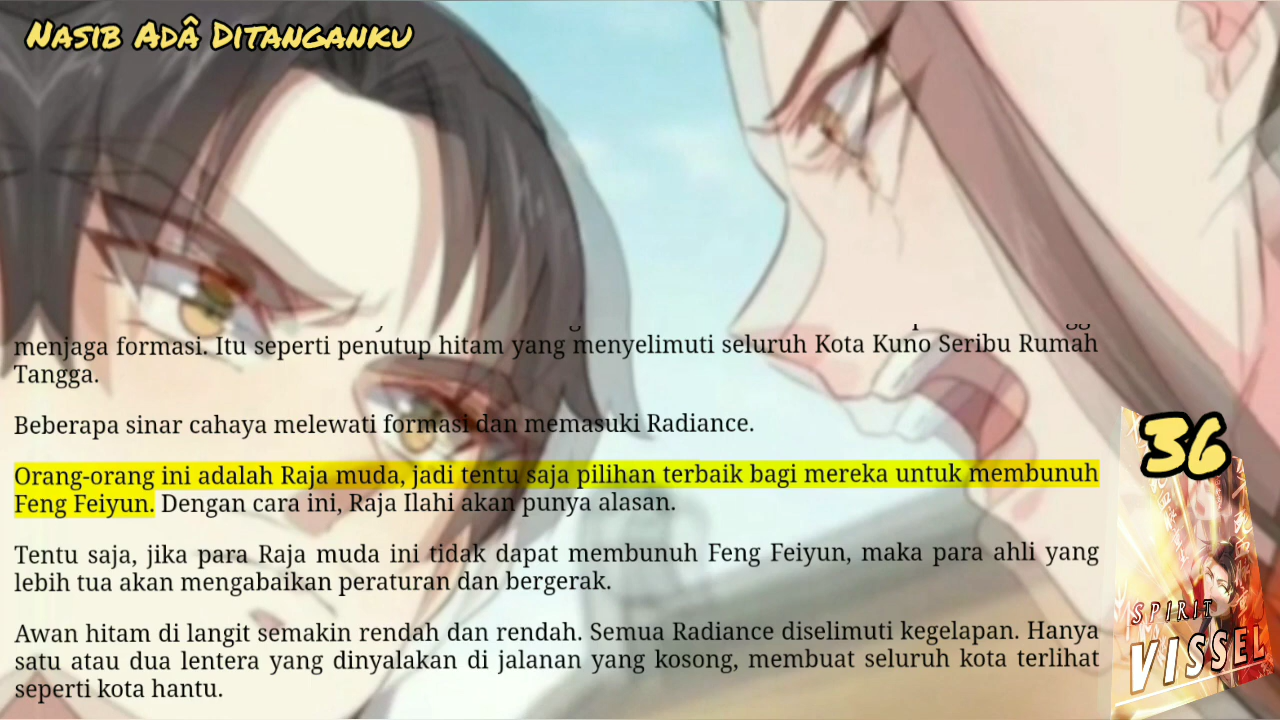 Nasib Adâ Ditanganku
menjaga formasi. Itu seperti penutup hitam yang menyelimuti seluruh Kota Kuno Seribu Rumah
Tangga.
Beberapa sinar cahaya melewati formasi dan memasuki Radiance.
Orang-orang ini adalah Raja muda, jadi tentu saja pilihan terbaik bagi mereka untuk membunuh
Feng Feiyun. Dengan cara ini, Raja Ilahi akan punya alasan.
Tentu saja, jika para Raja muda ini tidak dapat membunuh Feng Feiyun, maka para ahli yang
lebih tua akan mengabaikan peraturan dan bergerak.
Awan hitam di langit semakin rendah dan rendah. Semua Radiance diselimuti kegelapan. Hanya
satu atau dua lentera yang dinyalakan di jalanan yang kosong, membuat seluruh kota terlihat
seperti kota hantu.
36
SPIRIT
VISSEL